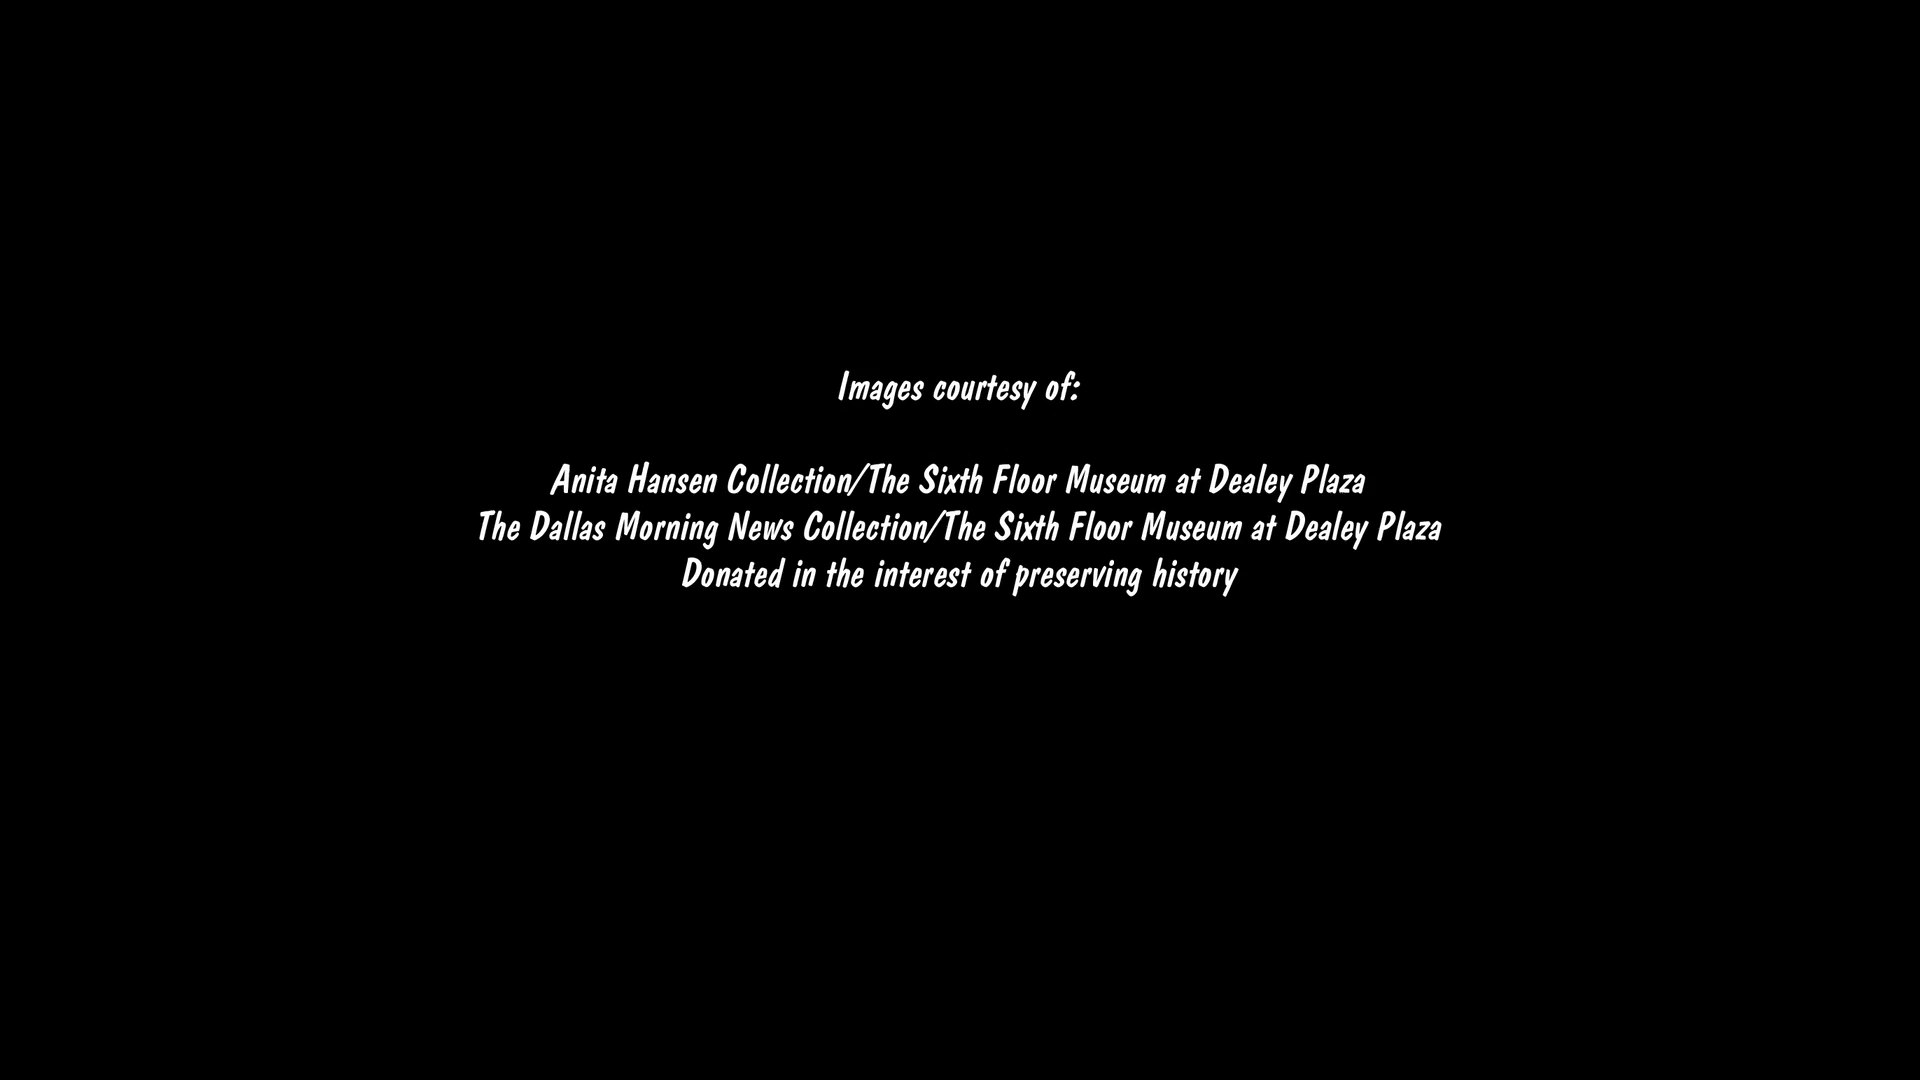 Images courtesy of:
Anita Hansen Collection/The Sixth Floor Museum at Dealey Plaza
The Dallas Morning News Collection/The Sixth Floor Museum at Dealey Plaza
Donated in the interest of preserving history